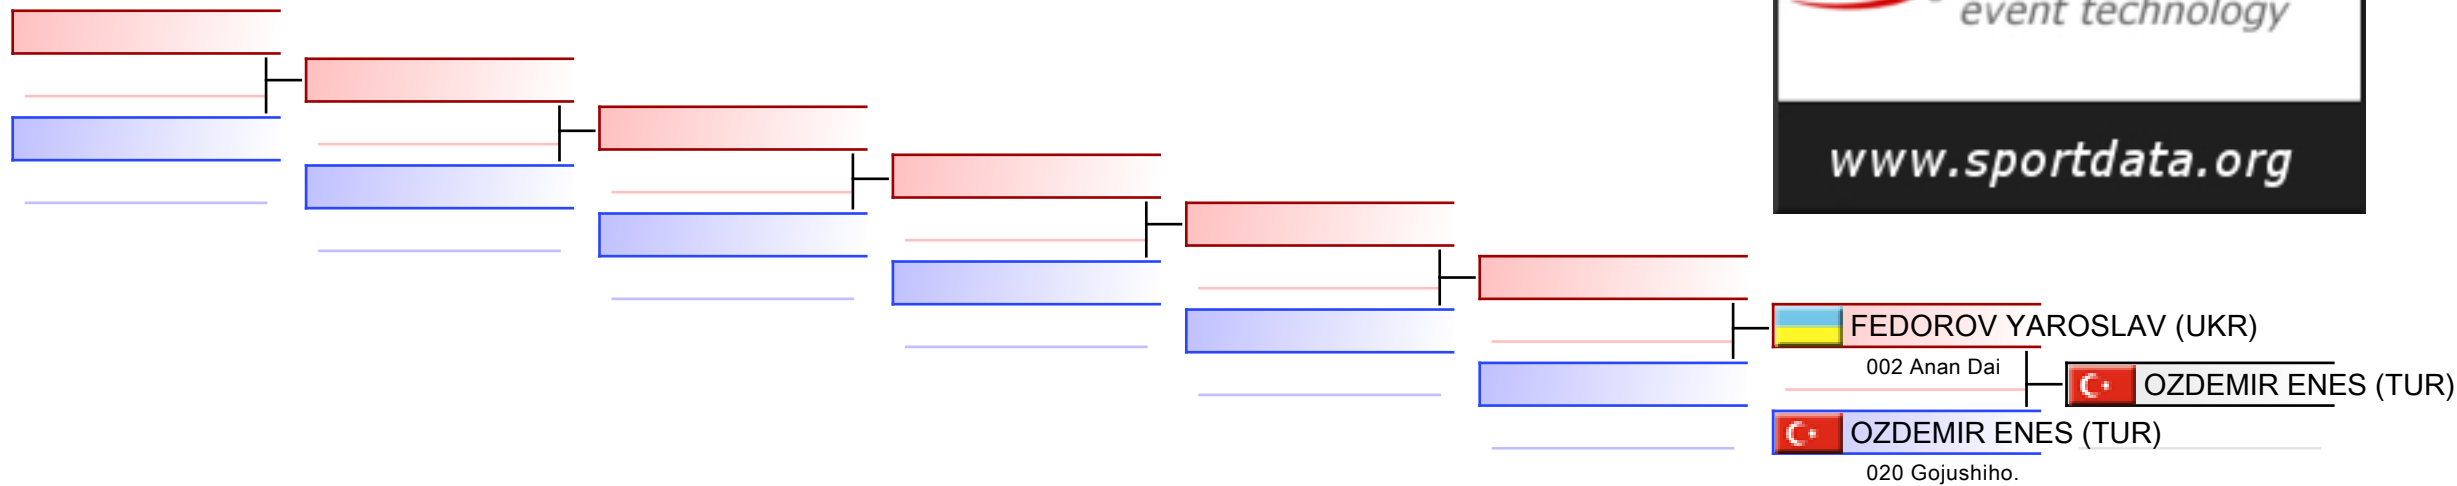 event technology
www.sportdata.org
FEDOROV YAROSLAV (UKR)
002 Anan Dai
OZDEMIR ENES (TUR)
OZDEMIR ENES (TUR)
020 Gojushiho.